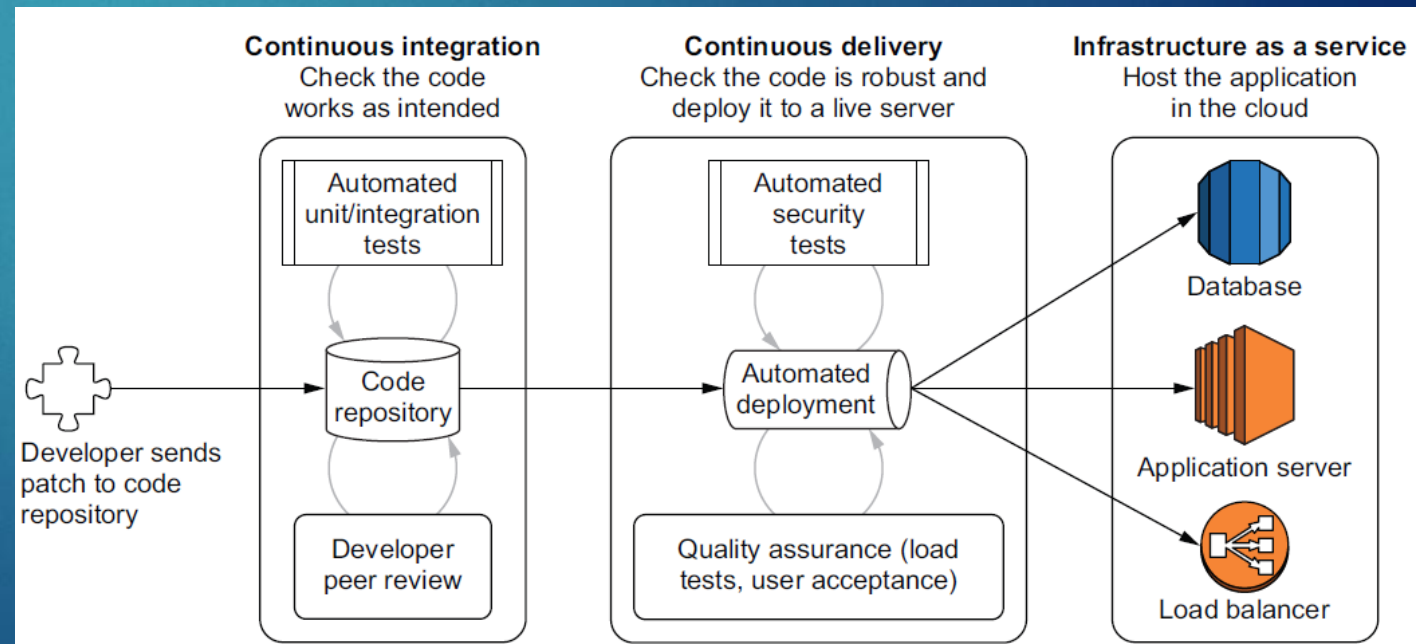 Continuous integration
Check the code
works as intended
Continuous delivery
Check the code is robust and
deploy it to a live server
Infrastructure as a service
Host the application
in the cloud
Automated
unit/integration
tests
Automated
security
tests
Database
Code
repository
Automated
deployment
Application server
Developer sends
patch to code
repository
Developer
peer review
Quality assurance (load
tests, user acceptance)
Load balancer